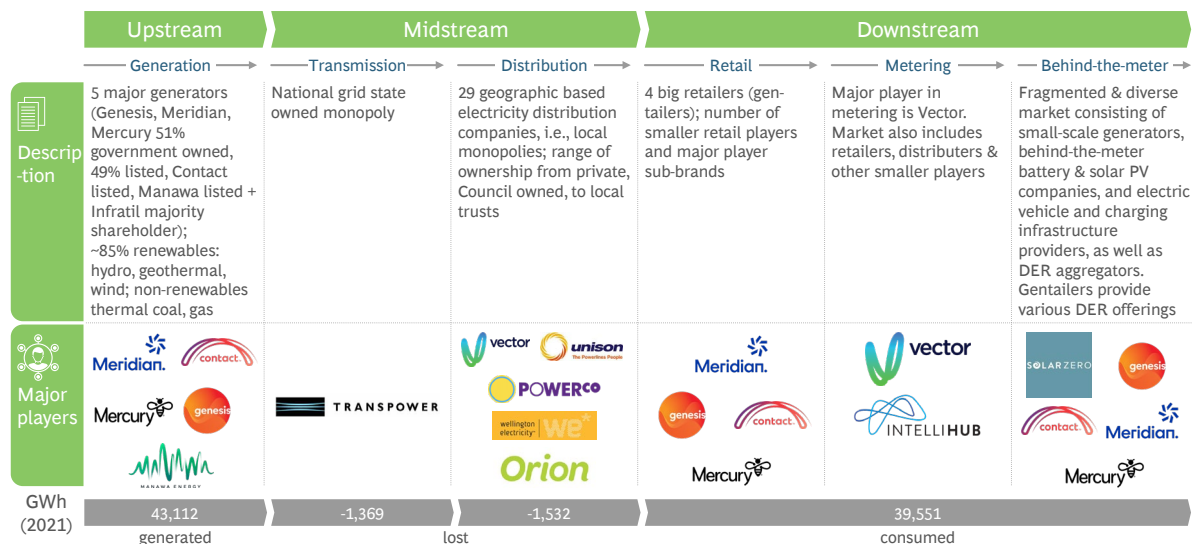 Upstream
Midstream
Downstream
Generation
Transmission
Distribution
Retail
Metering
Behind-the-meter
Descrip
-tion
5 major generators
(Genesis, Meridian,
Mercury 51%
government owned,
49% listed, Contact
listed, Manawa listed +
Infratil majority
shareholder);
~85% renewables:
hydro, geothermal,
wind; non-renewables
thermal coal, gas
National grid state
owned monopoly
29 geographic based
electricity distribution
companies, i.e., local
monopolies; range of
ownership from private,
Council owned, to local
trusts
4 big retailers (gen-
tailers); number of
smaller retail players
and major player
sub-brands
Major player in
metering is Vector.
Market also includes
retailers, distributers &
other smaller players
Fragmented & diverse
market consisting of
small-scale generators,
behind-the-meter
battery & solar PV
companies, and electric
vehicle and charging
infrastructure
providers, as well as
DER aggregators.
Gentailers provide
various DER offerings
Major
players
Meridian.
contact
Mercury
genesis
MANAWA
MANAWA ENERGY
TRANSPOWER
vector
unison
The Powerlines People
POWERCO
wellington
electricity
we*
Orion
Meridian.
genesis
contact
Mercury
vector
INTELLIHUB
SOLARZERO
genesis
contact
Meridian.
Mercury
GWh
(2021)
43,112
-1,369
-1,532
39,551
generated
lost
consumed